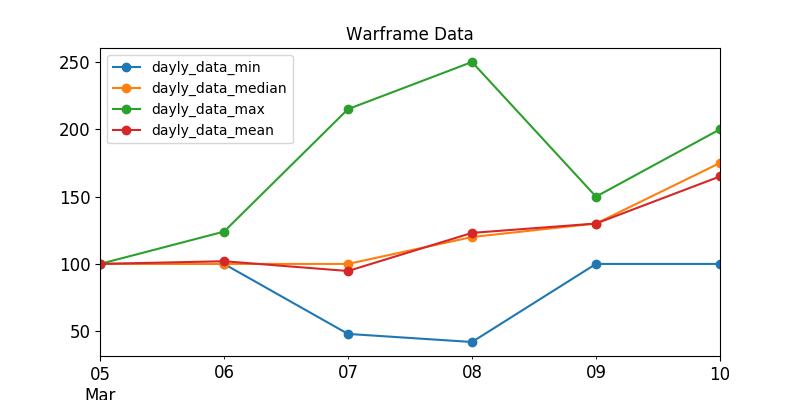 Warframe Data
dayly_data_min
dayly_data_median
dayly_data_max
dayly_data_mean
250
200
150
100
50
05 06 07 08 09 10
Mar